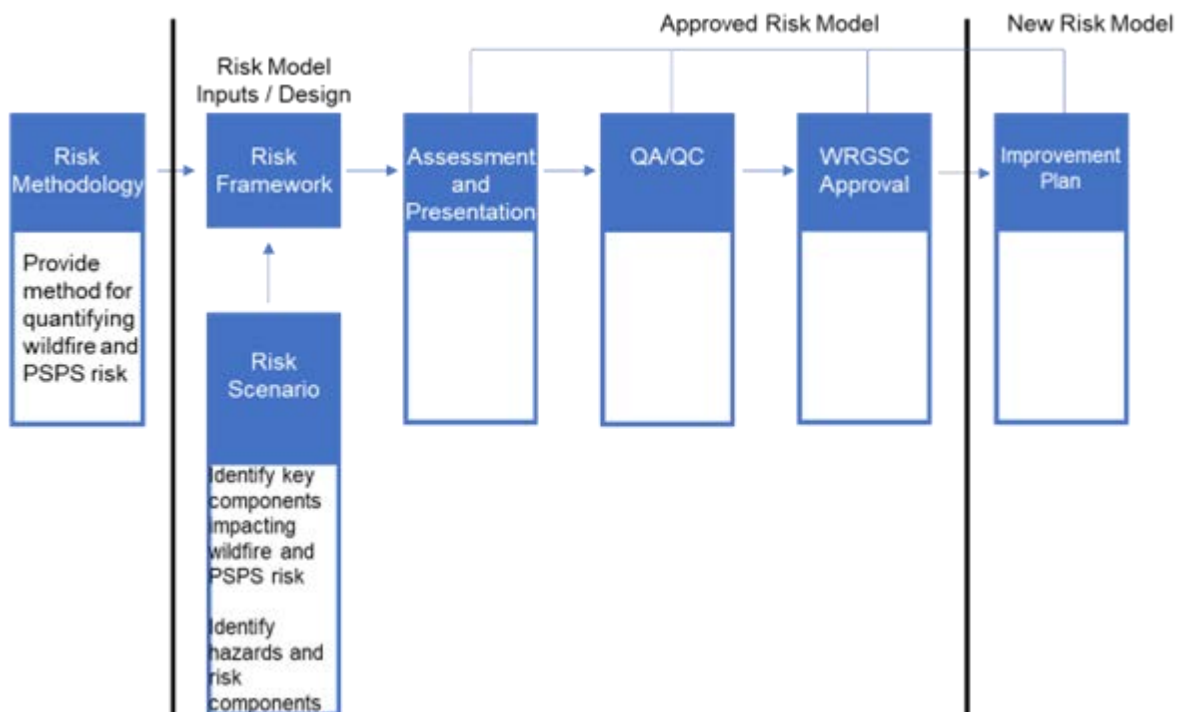 Approved Risk Model
New Risk Model
Risk Model
Inputs / Design
Risk
Methodology
Provide
method for
quantifying
wildfire and
PSPS risk
Risk
Framework
Risk
Scenario
Identify key
components
impacting
wildfire and
PSPS risk
Identify
hazards and
risk
components
Assessment
and
Presentation
QA/QC
WRGSC
Approval
Improvement
Plan